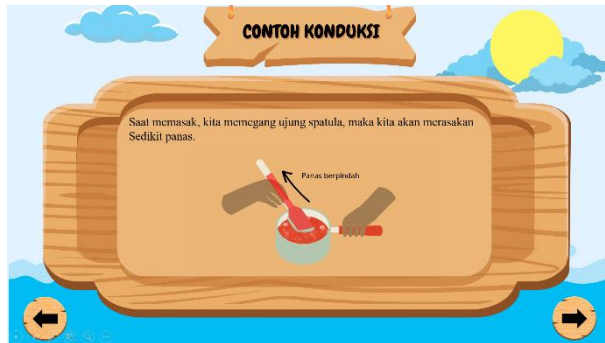 CONTOH KONDUKSI
Saat memasak, kita memegang ujung spatula, maka kita akan merasakan
Sedikit panas.
Panas berpindah